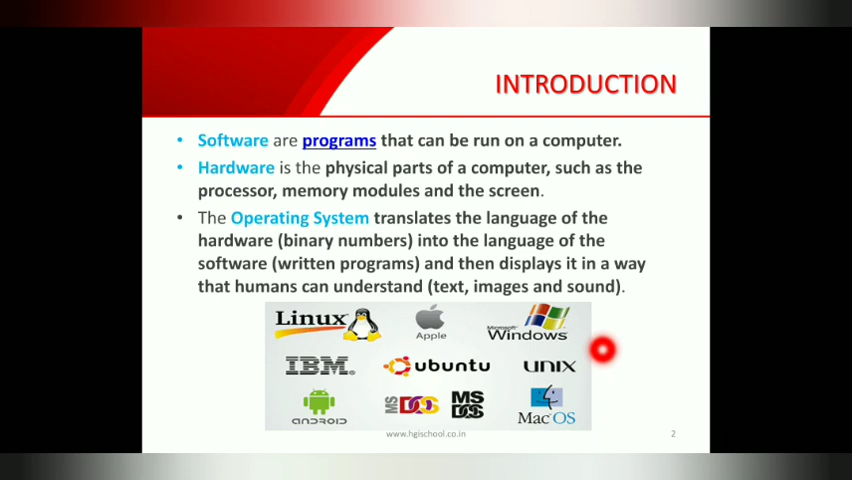 INTRODUCTION
• Software are programs that can be run on a computer.
• Hardware is the physical parts of a computer, such as the
processor, memory modules and the screen.
• The Operating System translates the language of the
hardware (binary numbers) into the language of the
software (written programs) and then displays it in a way
that humans can understand (text, images and sound).
Linux
Apple
Microsoft
Windows
IBM
ubuntu
UNIX
ANDROID
MS DOS
MS
DOS
Mac OS
www.hgischool.co.in
2